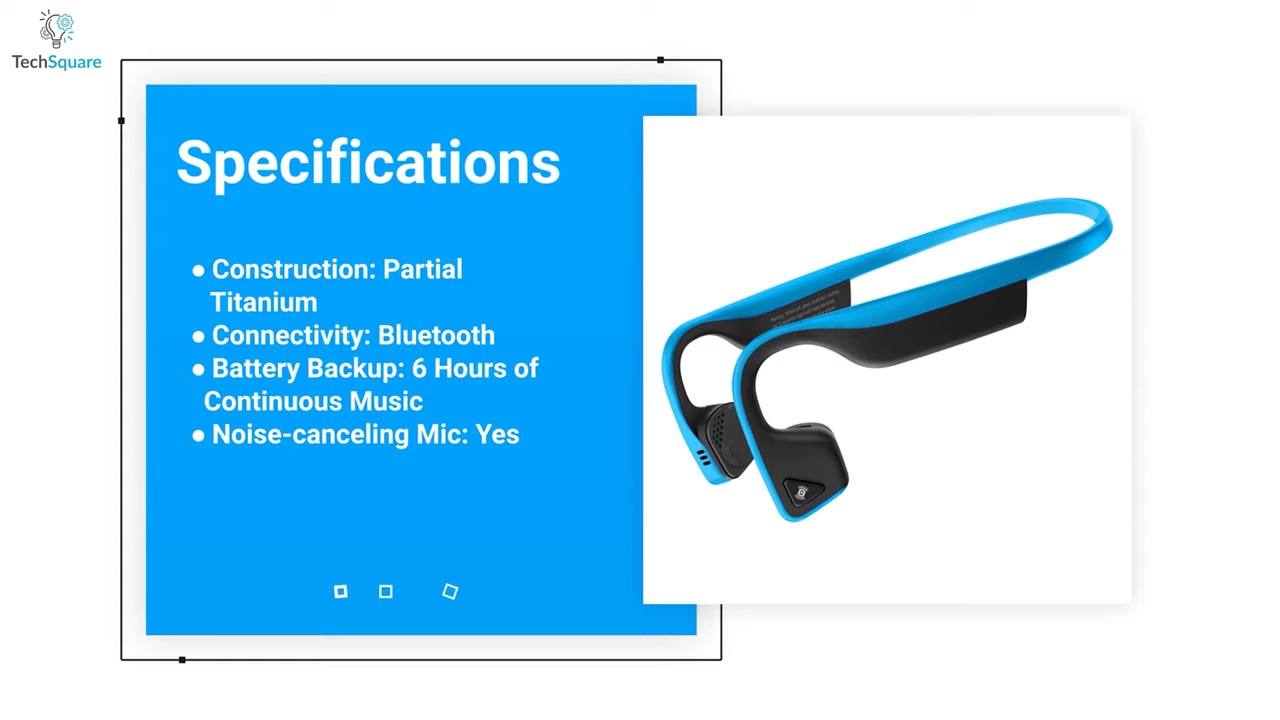 TechSquare
Specifications
● Construction: Partial
Titanium
● Connectivity: Bluetooth
● Battery Backup: 6 Hours of
Continuous Music
● Noise-canceling Mic: Yes